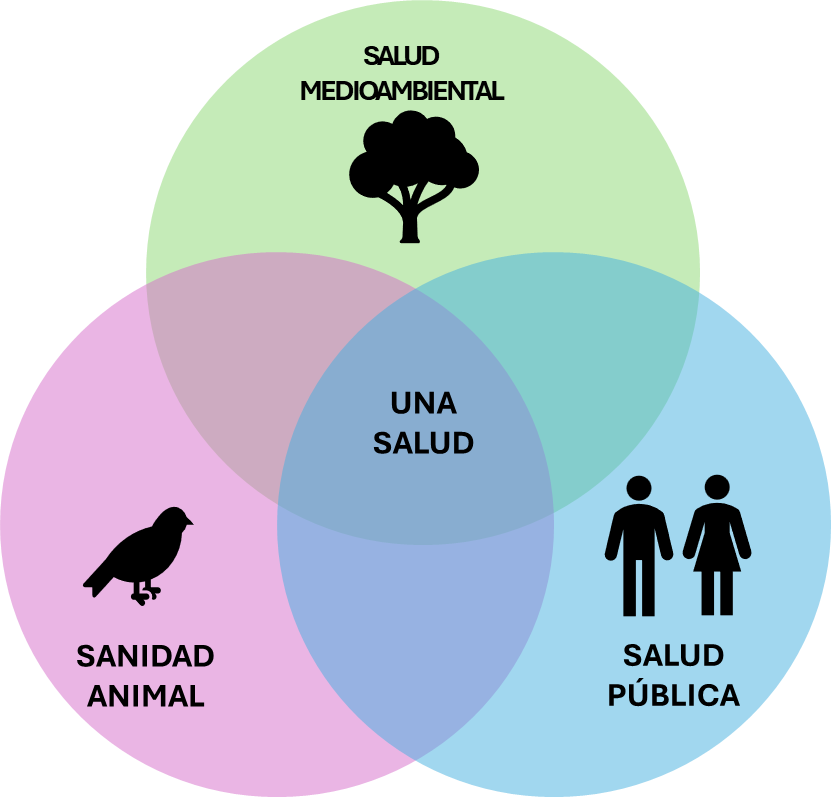 SALUD
MEDIOAMBIENTAL
UNA
SALUD
SANIDAD
ANIMAL
SALUD
PÚBLICA